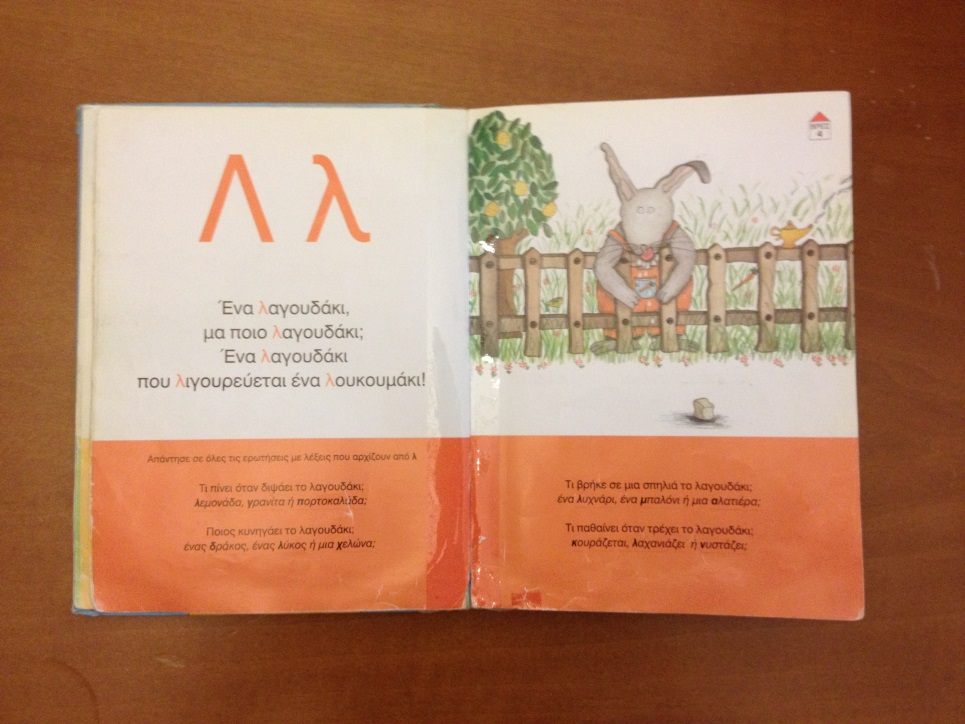 Λ λ
Ένα λαγουδάκι,
μα ποιο λαγουδάκι;
Ένα λαγουδάκι
που λιγουρεύεται ένα λουκουμάκι!
Απάντησε σε όλες τις ερωτήσεις με λέξεις που αρχίζουν από λ
Τι πίνει όταν διψάει το λαγουδάκι;
λεμονάδα, γρανίτα ή πορτοκαλάδα;
Ποιος κυνηγάει το λαγουδάκι;
ένας δράκος, ένας λύκος ή μια χελώνα;
ΒΡΕΣ
4
Τι βρήκε σε μια σπηλιά το λαγουδάκι;
ένα λυχνάρι, ένα μπαλόνι ή μια αλατιέρα;
Τι παθαίνει όταν τρέχει το λαγουδάκι;
κουράζεται, λαχανιάζει ή νυστάζει;